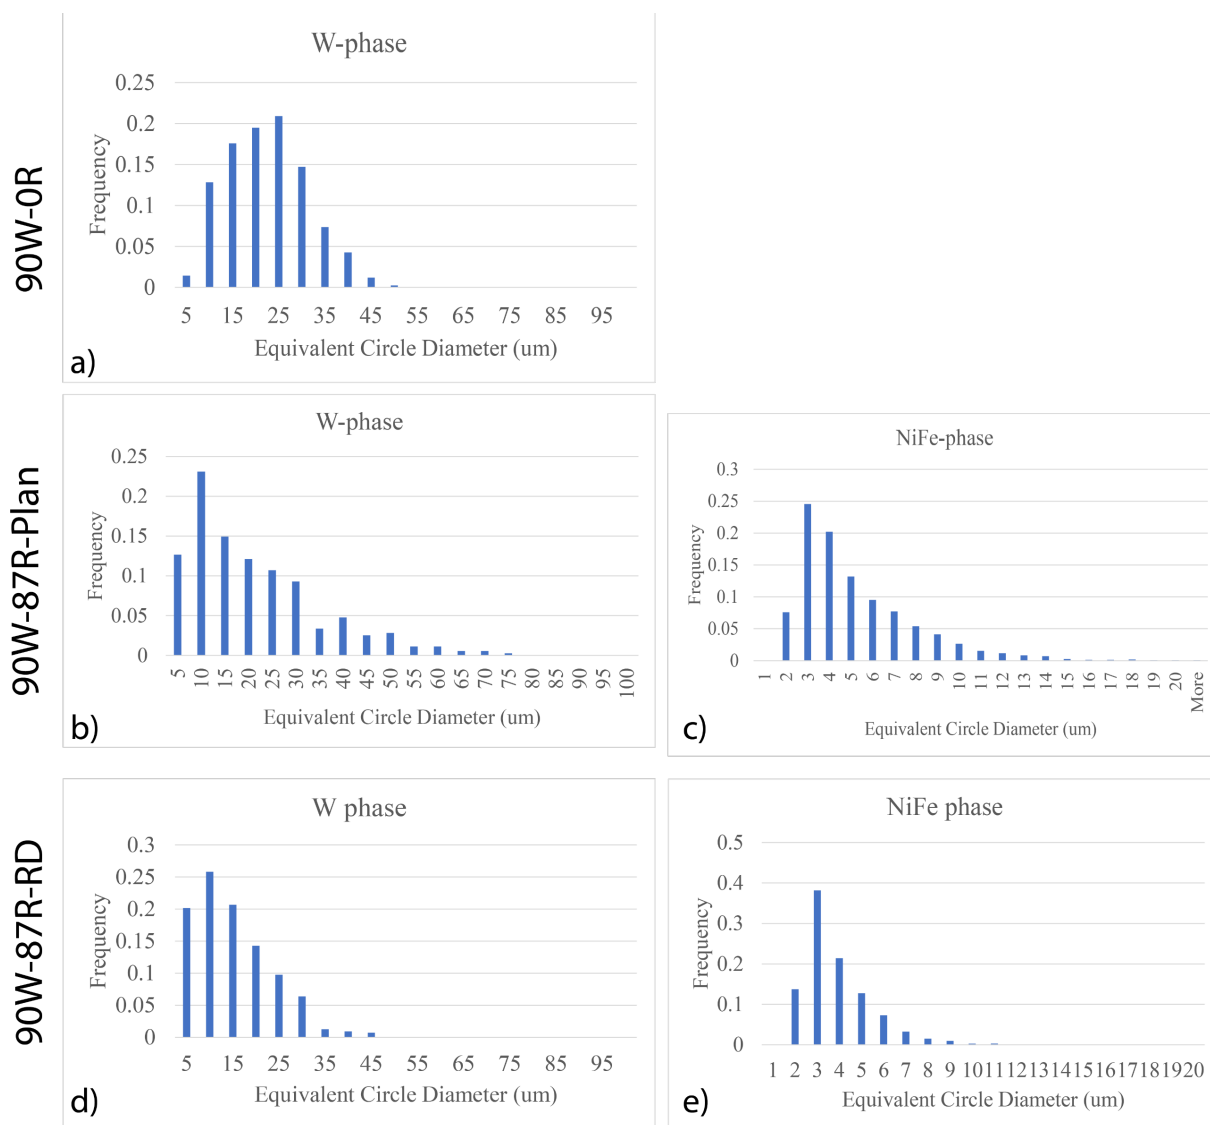 90W-0R
W-phase
0.25
0.2
0.15
0.1
0.05
0
Frequency
5 15 25 35 45 55 65 75 85 95
Equivalent Circle Diameter (um)
a)
90W-87R-Plan
W-phase
0.25
0.2
0.15
0.1
0.05
0
Frequency
5 10 15 20 25 30 35 40 45 50 55 60 65 70 75 80 85 90 95 100
Equivalent Circle Diameter (um)
b)
NiFe-phase
0.3
0.25
0.2
0.15
0.1
0.05
0
Frequency
1 2 3 4 5 6 7 8 9 10 11 12 13 14 15 16 17 18 19 20 More
Equivalent Circle Diameter (um)
c)
90W-87R-RD
W phase
0.3
0.25
0.2
0.15
0.1
0.05
0
Frequency
5 15 25 35 45 55 65 75 85 95
Equivalent Circle Diameter (um)
d)
NiFe phase
0.5
0.4
0.3
0.2
0.1
0
Frequency
1 2 3 4 5 6 7 8 9 10 11 12 13 14 15 16 17 18 19 20
Equivalent Circle Diameter (um)
e)